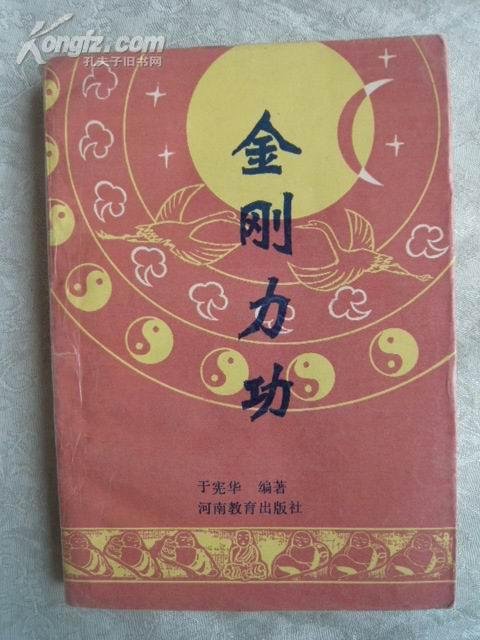 Kongfz.com
孔夫子旧书网
金刚力功
于宪华 编著
河南教育出版社